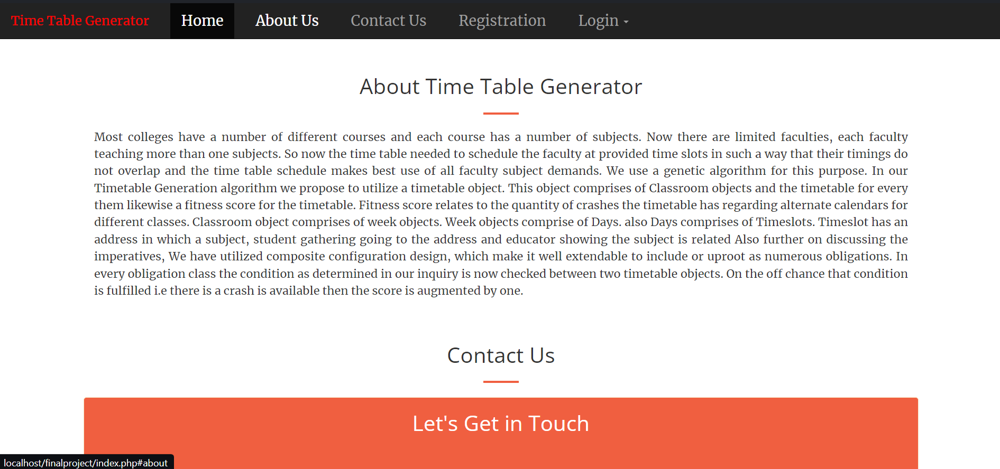 Time Table Generator Home About Us Contact Us Registration Login
About Time Table Generator
Most colleges have a number of different courses and each course has a number of subjects. Now there are limited faculties, each faculty
teaching more than one subjects. So now the time table needed to schedule the faculty at provided time slots in such a way that their timings do
not overlap and the time table schedule makes best use of all faculty subject demands. We use a genetic algorithm for this purpose. In our
Timetable Generation algorithm we propose to utilize a timetable object. This object comprises of Classroom objects and the timetable for every
them likewise a fitness score for the timetable. Fitness score relates to the quantity of crashes the timetable has regarding alternate calendars for
different classes. Classroom object comprises of week objects. Week objects comprise of Days. also Days comprises of Timeslots. Timeslot has an
address in which a subject, student gathering going to the address and educator showing the subject is related Also further on discussing the
imperatives, We have utilized composite configuration design, which make it well extendable to include or uproot as numerous obligations. In
every obligation class the condition as determined in our inquiry is now checked between two timetable objects. On the off chance that condition
is fulfilled i.e there is a crash is available then the score is augmented by one.
Contact Us
Let's Get in Touch
localhost/finalproject/index.php#about